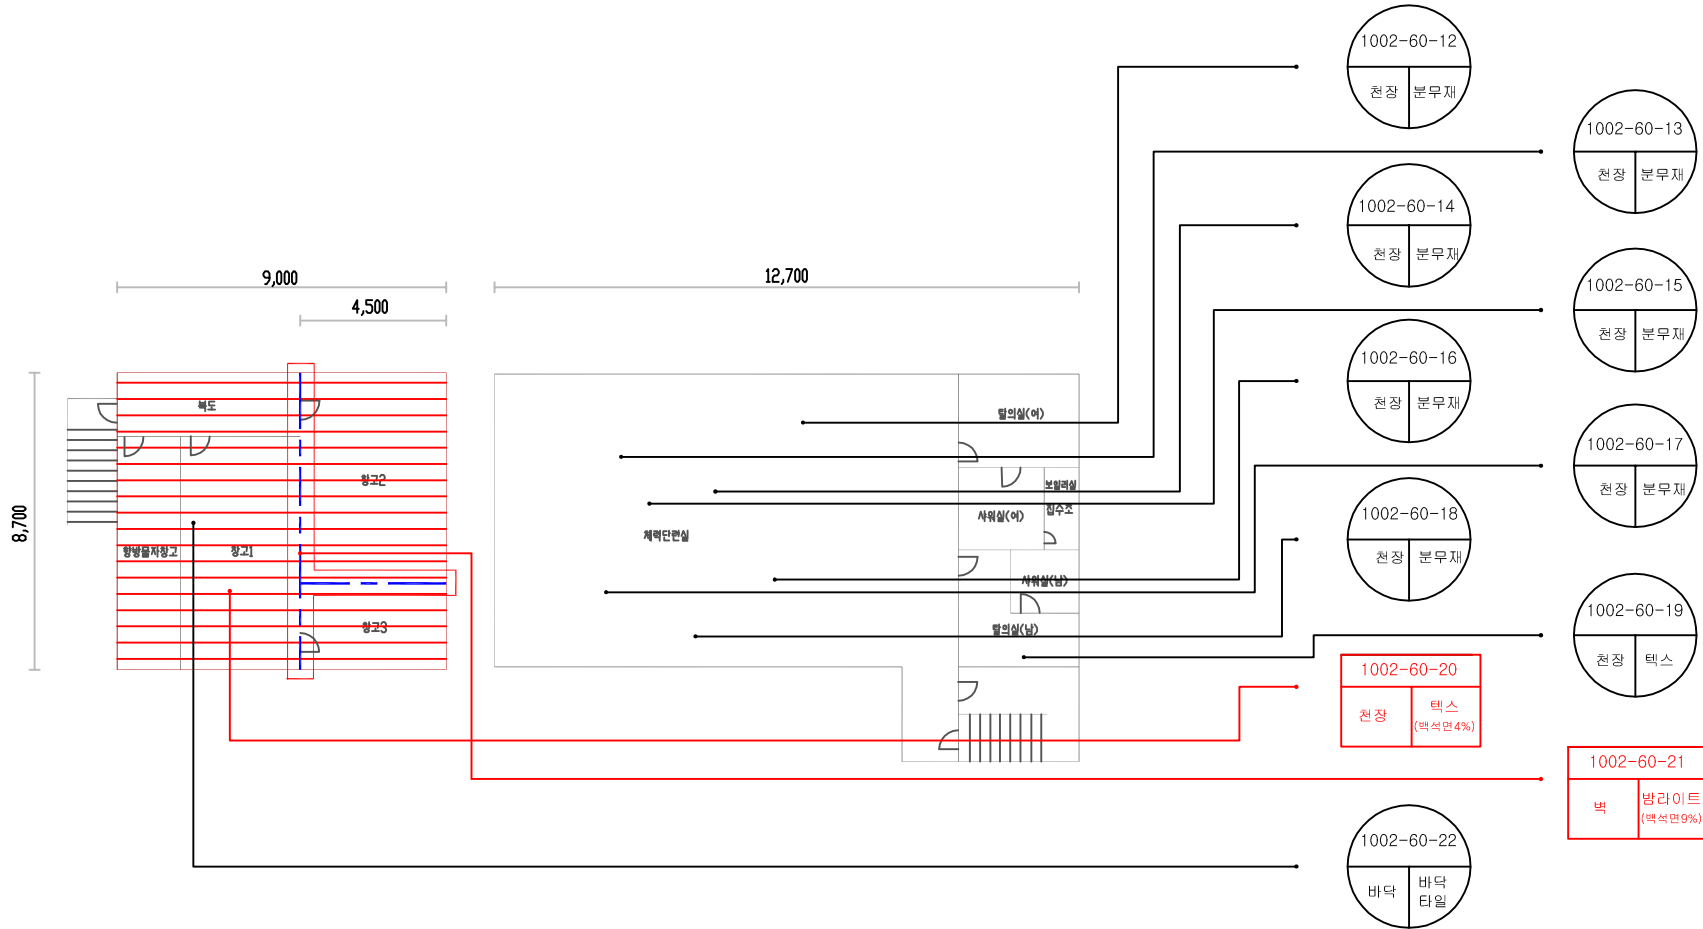 1002-60-12
천장 분무재
1002-60-13
천장 분무재
1002-60-14
천장 분무재
1002-60-15
천장 분무재
1002-60-16
천장 분무재
1002-60-17
천장 분무재
1002-60-18
천장 분무재
1002-60-19
천장 텍스
1002-60-20
천장 텍스
(백석면4%)
1002-60-21
벽 밤라이트
(백석면9%)
1002-60-22
바닥 바닥
타일
9,000
4,500
12,700
8,700
복도
창고2
향방물자창고
창고1
창고3
탈의실(여)
보일러실
집수조
샤워실(여)
체력단련실
샤워실(남)
탈의실(남)